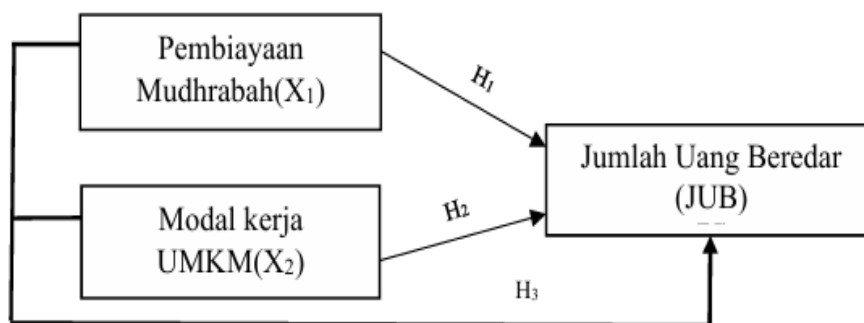 Pembiayaan
Mudhrabah(X₁)
H₁
Jumlah Uang Beredar
(JUB)
H₂
Modal kerja
UMKM(X₂)
H₃